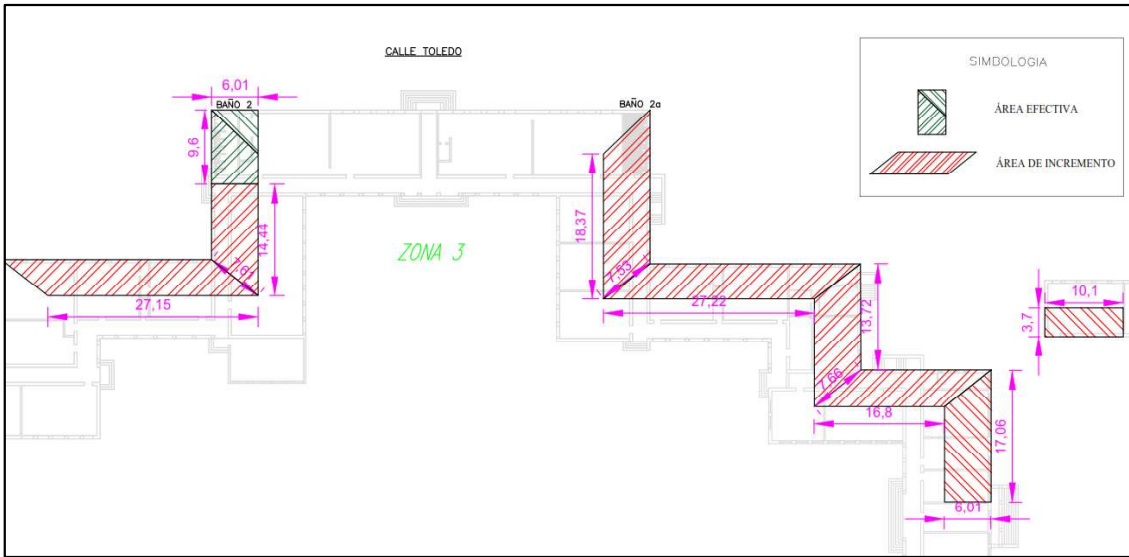 CALLE TOLEDO
SIMBOLOGIA
ÁREA EFECTIVA
ÁREA DE INCREMENTO
6,01
BAÑO 2
BAÑO 2a
9,6
14,44
18,37
ZONA 3
7,53
27,15
27,22
13,72
10,1
3,7
7,66
16,8
17,06
6,01